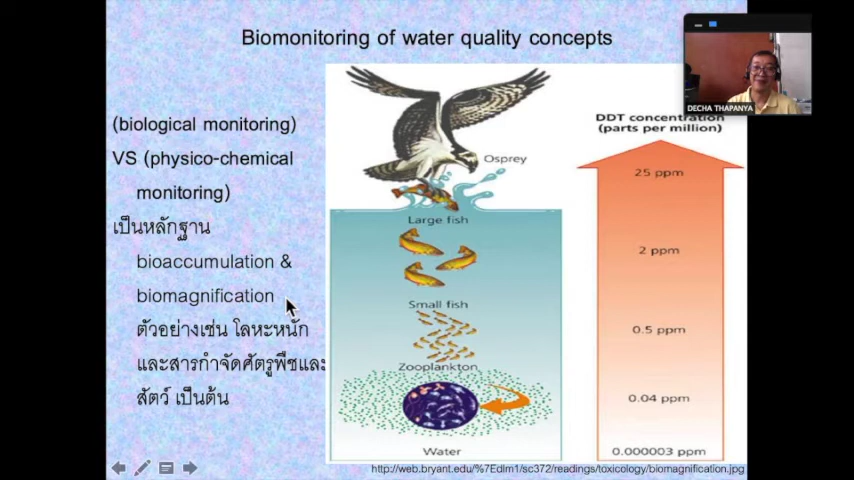 Biomonitoring of water quality concepts
DECHA THAPANYA
(biological monitoring)
VS (physico-chemical
monitoring)
เป็นหลักฐาน
bioaccumulation &
biomagnification
ตัวอย่างเช่น โลหะหนัก
และสารกำจัดศัตรูพืชและ
สัตว์ เป็นต้น
Osprey
Large fish
Small fish
Zooplankton
Water
DDT concentration
(parts per million)
25 ppm
2 ppm
0.5 ppm
0.04 ppm
0.000003 ppm
http://web.bryant.edu/%7Edlm1/sc372/readings/toxicology/biomagnification.jpg